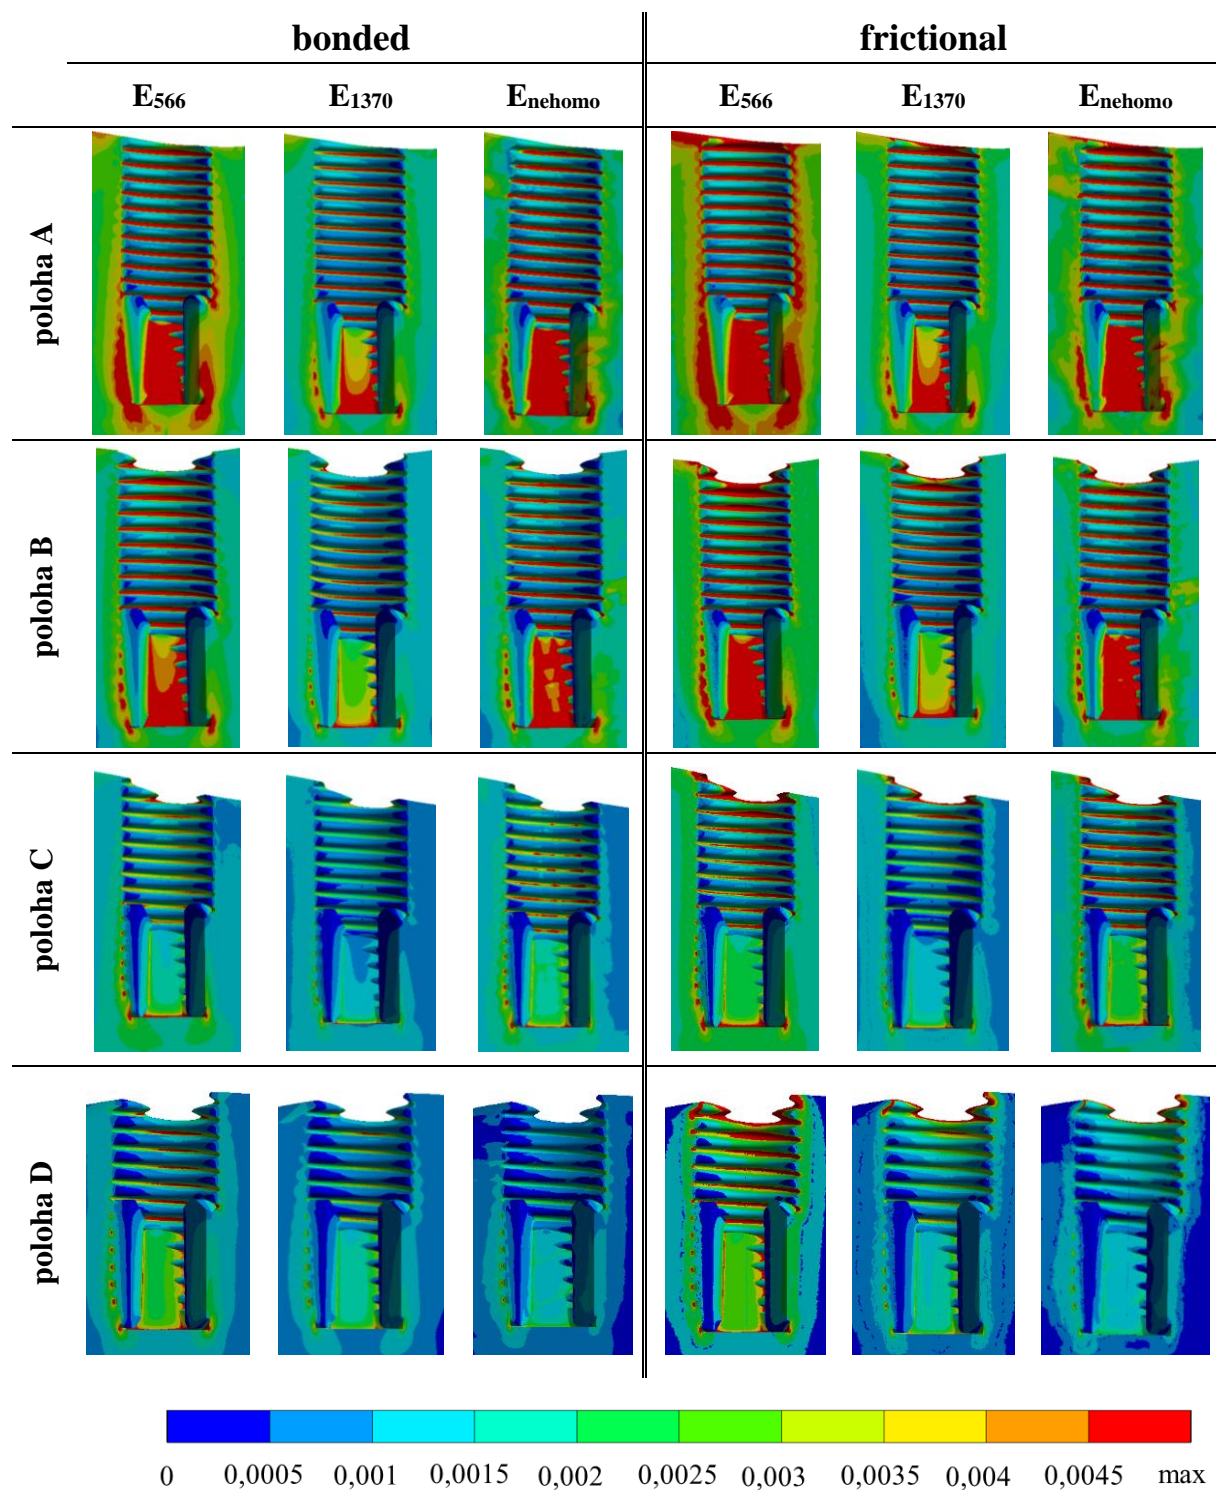 bonded frictional
E566 E1370 Enehomo E566 E1370 Enehomo
poloha A
poloha B
poloha C
poloha D
0 0,0005 0,001 0,0015 0,002 0,0025 0,003 0,0035 0,004 0,0045 max